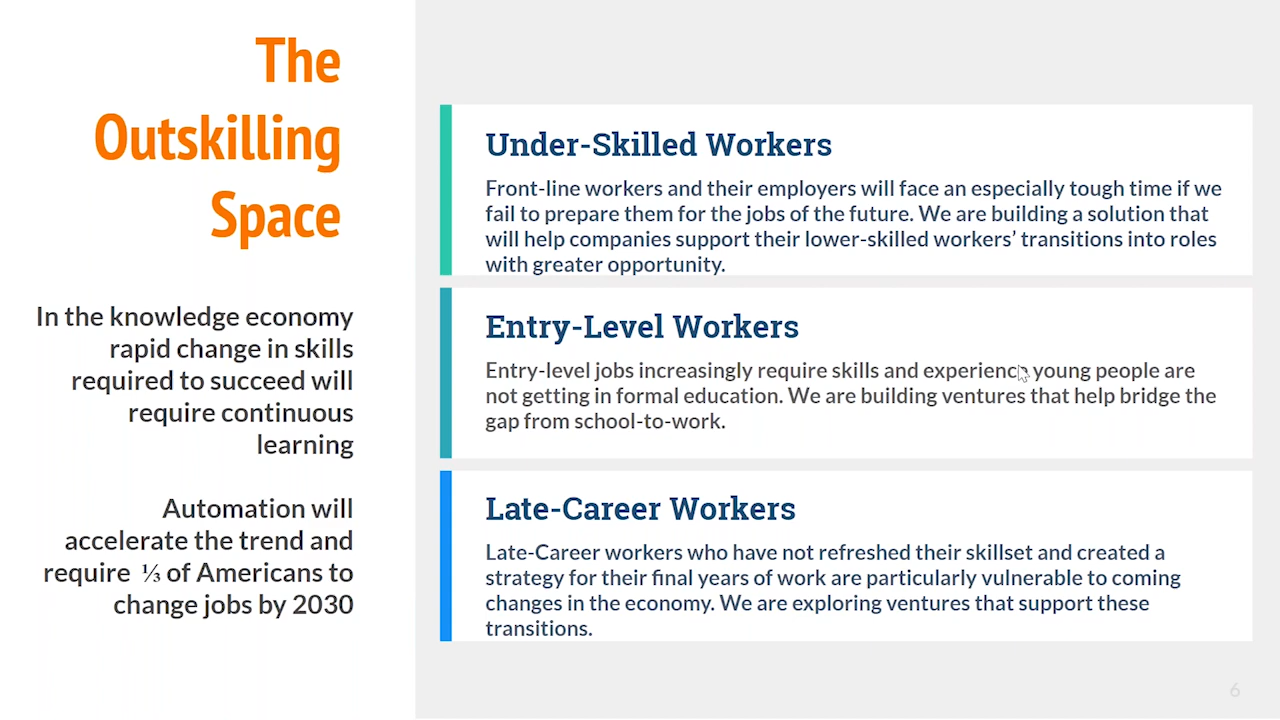 The
Outskilling
Space
In the knowledge economy
rapid change in skills
required to succeed will
require continuous
learning
Automation will
accelerate the trend and
require ⅓ of Americans to
change jobs by 2030
Under-Skilled Workers
Front-line workers and their employers will face an especially tough time if we
fail to prepare them for the jobs of the future. We are building a solution that
will help companies support their lower-skilled workers’ transitions into roles
with greater opportunity.
Entry-Level Workers
Entry-level jobs increasingly require skills and experience young people are
not getting in formal education. We are building ventures that help bridge the
gap from school-to-work.
Late-Career Workers
Late-Career workers who have not refreshed their skillset and created a
strategy for their final years of work are particularly vulnerable to coming
changes in the economy. We are exploring ventures that support these
transitions.
6